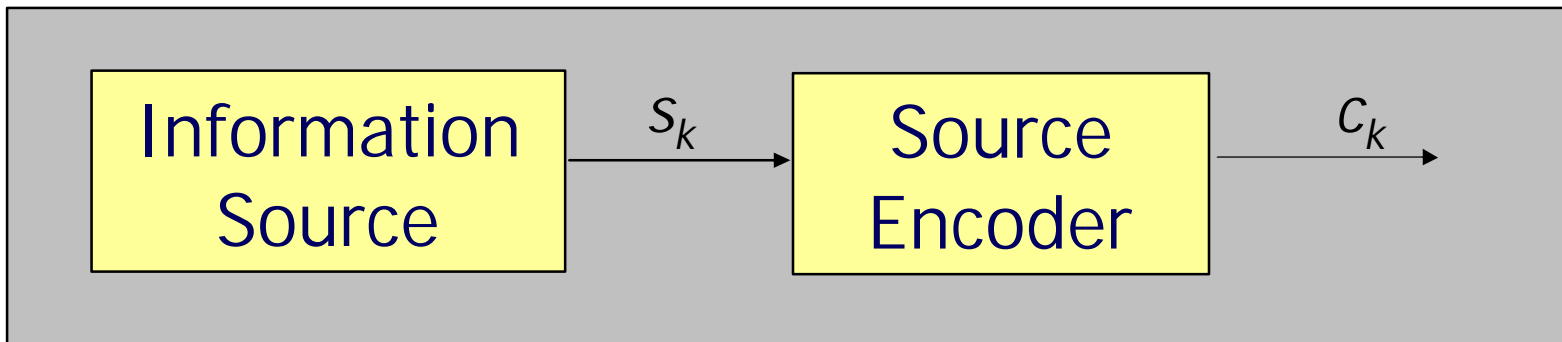 Information
Source
s_k
Source
Encoder
c_k